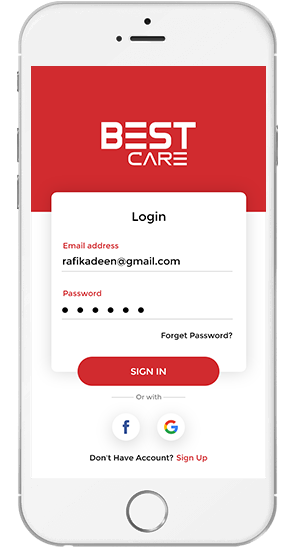 BEST
CARE
Login
Email address
rafikadeen@gmail.com
Password
Forget Password?
SIGN IN
Or with
Don't Have Account? Sign Up